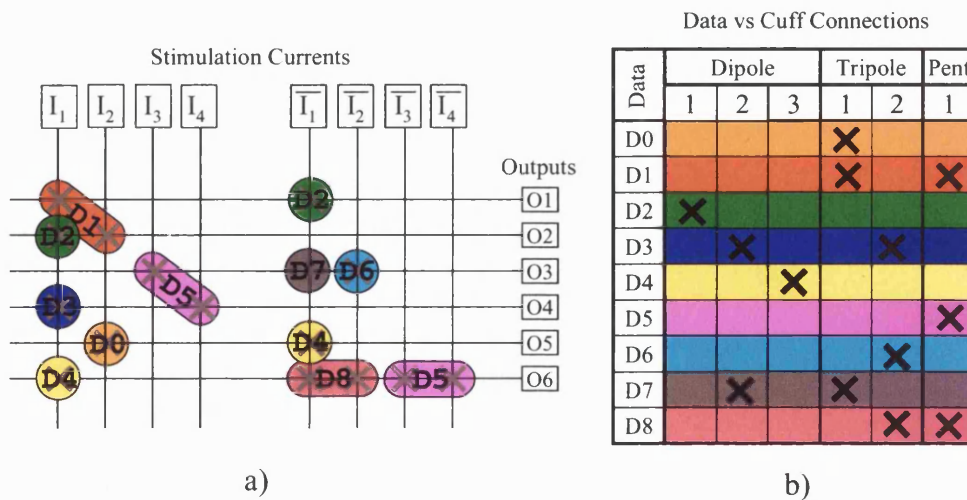 Stimulation Currents
I1 I2 I3 I4 I1 I2 I3 I4
Outputs
D2 O1
D1
D2 O2
D7 D6 O3
D5
D3 O4
D0 D4 O5
D4 D8 D5 O6
a)
Data vs Cuff Connections
Data Dipole Tripole Pent
1 2 3 1 2 1
D0
D1
D2
D3
D4
D5
D6
D7
D8
b)